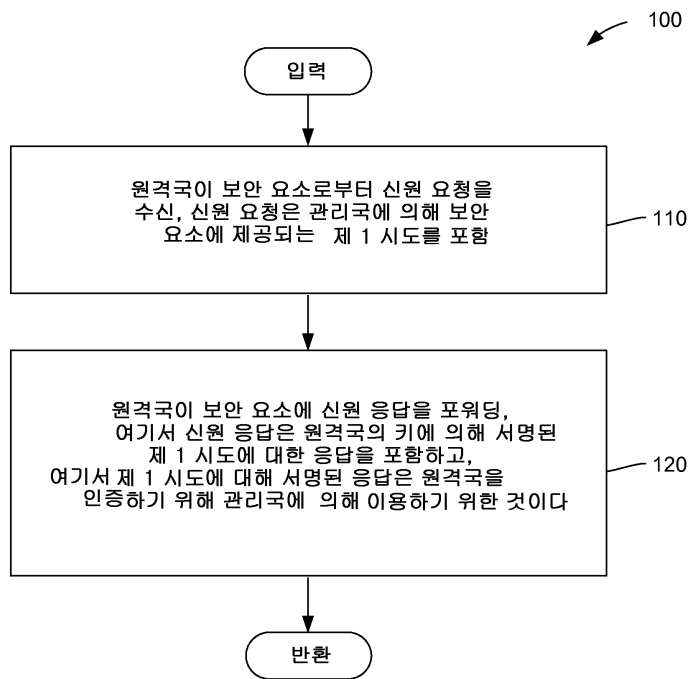 100
입력
원격국이 보안 요소로부터 신원 요청을
수신, 신원 요청은 관리국에 의해 보안
요소에 제공되는 제 1 시도를 포함
110
원격국이 보안 요소에 신원 응답을 포워딩,
여기서 신원 응답은 원격국의 키에 의해 서명된
제 1 시도에 대한 응답을 포함하고,
여기서 제 1 시도에 대해 서명된 응답은 원격국을
인증하기 위해 관리국에 의해 이용하기 위한 것이다
120
반환